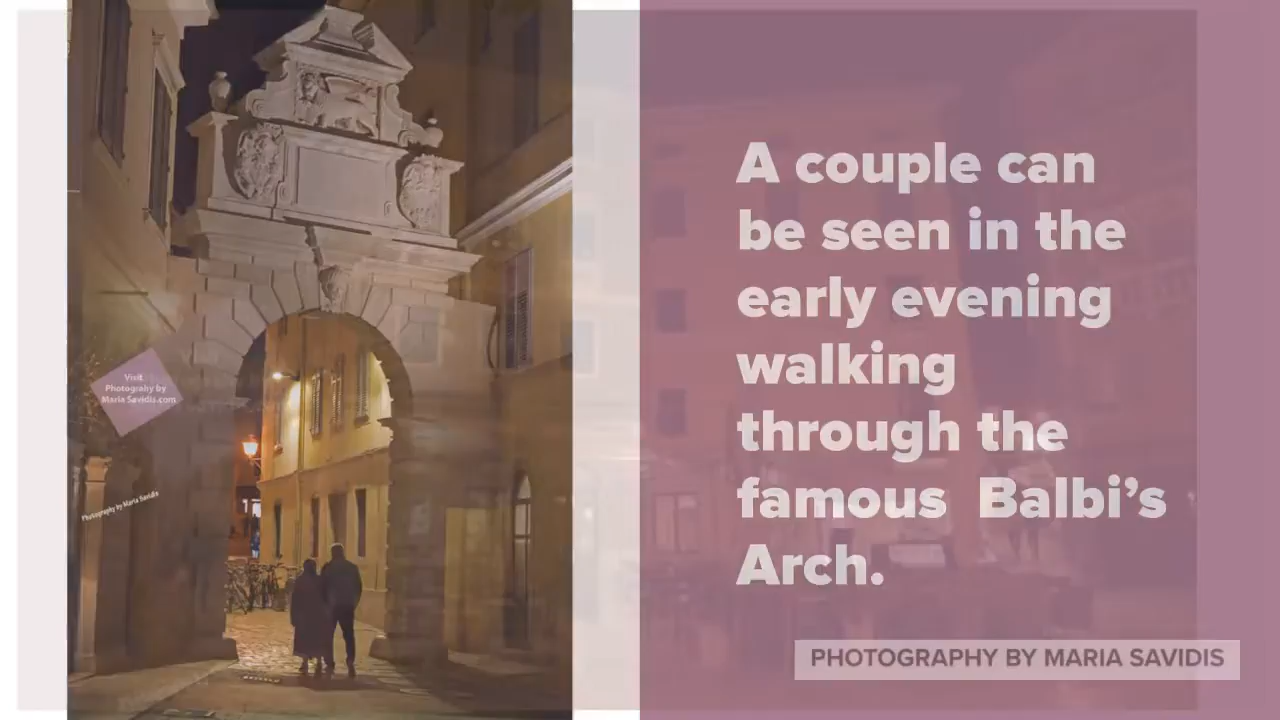 Visit
Photograhy by
Maria Savidis.com
Photography by Maria Savidis
A couple can
be seen in the
early evening
walking
through the
famous Balbi’s
Arch.
PHOTOGRAPHY BY MARIA SAVIDIS